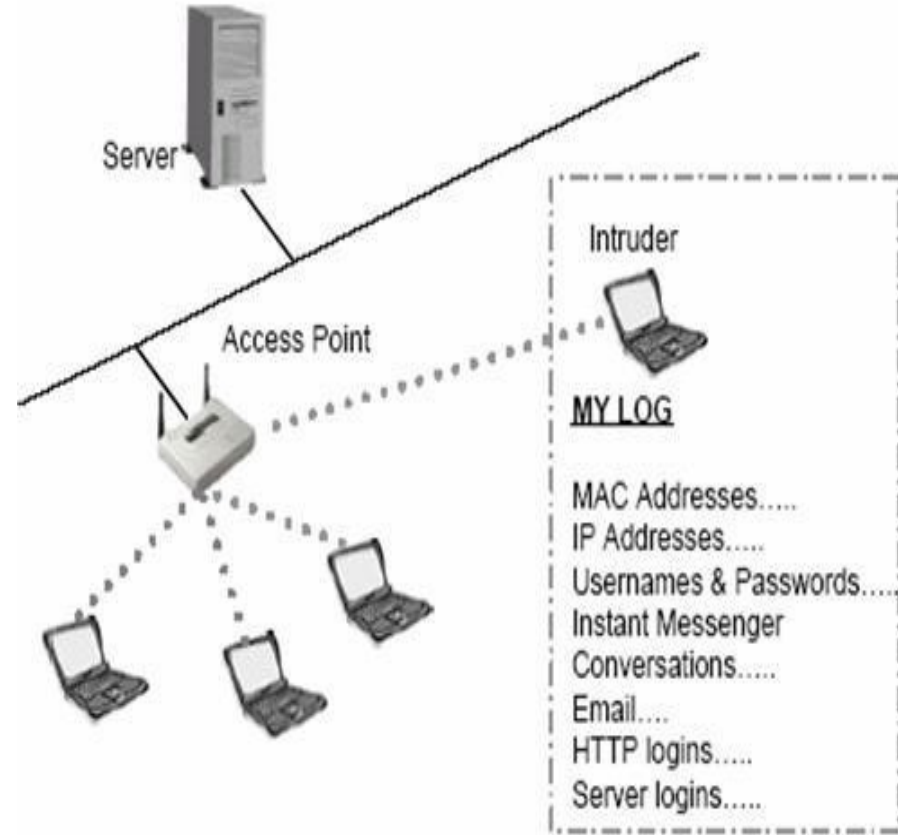 Server
Access Point
Intruder
MY LOG
MAC Addresses.....
IP Addresses.....
Usernames & Passwords.....
Instant Messenger
Conversations.....
Email....
HTTP logins.....
Server logins.....